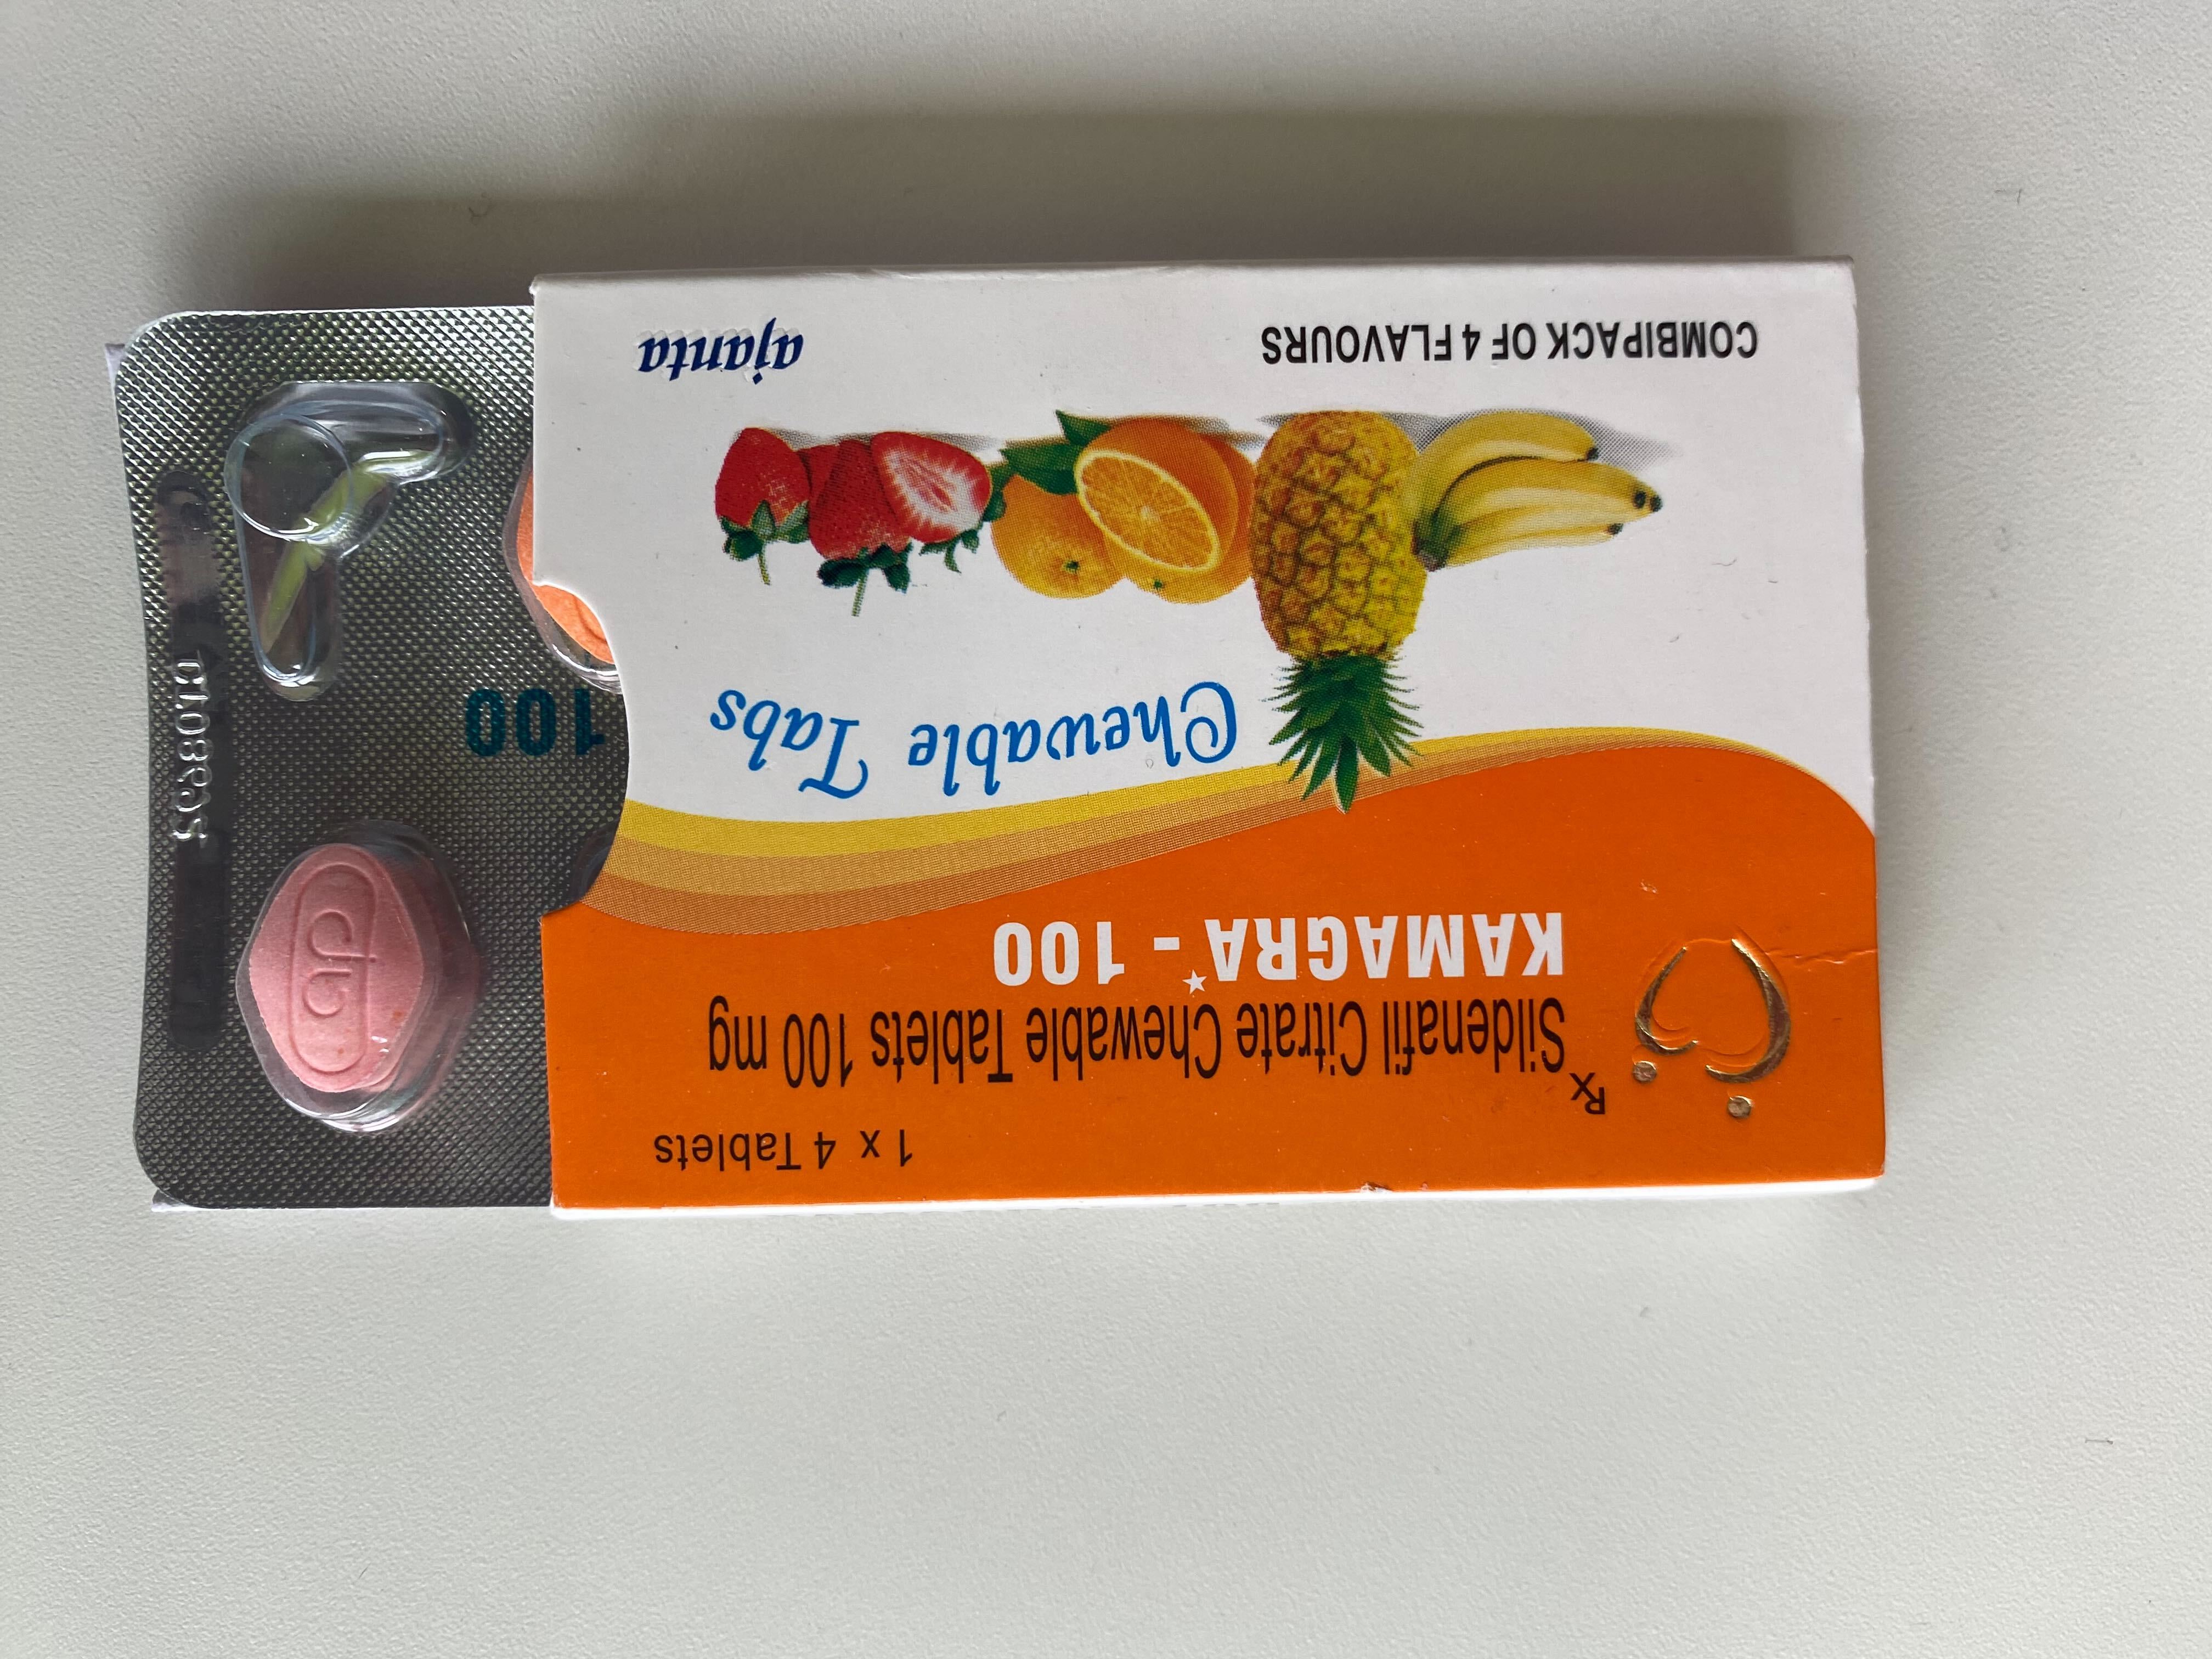 1 x 4 Tablets
Rx
Sildenafil Citrate Chewable Tablets 100 mg
KAMAGRA - 100
Chewable Tabs
COMBIPACK OF 4 FLAVOURS
ajanta
100